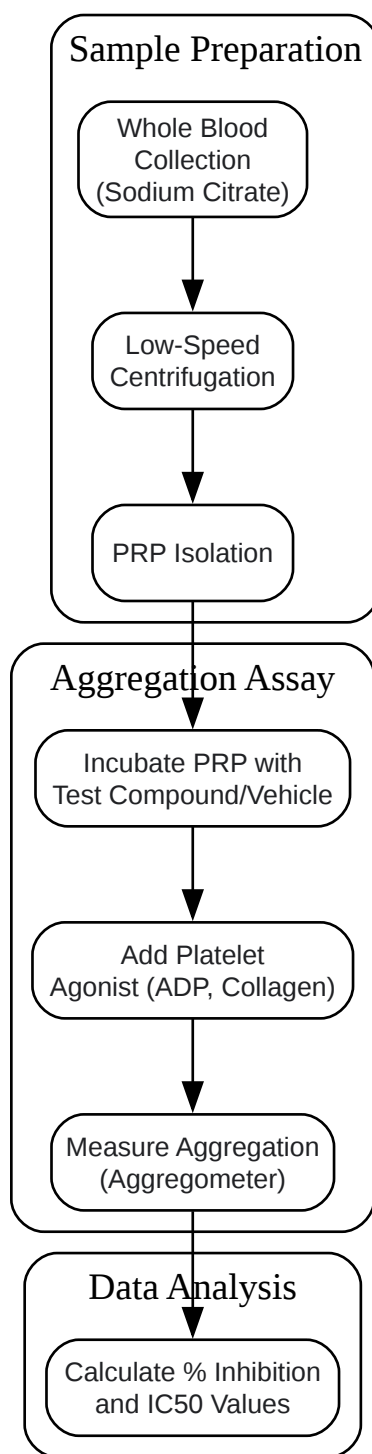 Sample Preparation
Whole Blood
Collection
(Sodium Citrate)
Low-Speed
Centrifugation
PRP Isolation
Aggregation Assay
Incubate PRP with
Test Compound/Vehicle
Add Platelet
Agonist (ADP, Collagen)
Measure Aggregation
(Aggregometer)
Data Analysis
Calculate % Inhibition
and IC50 Values